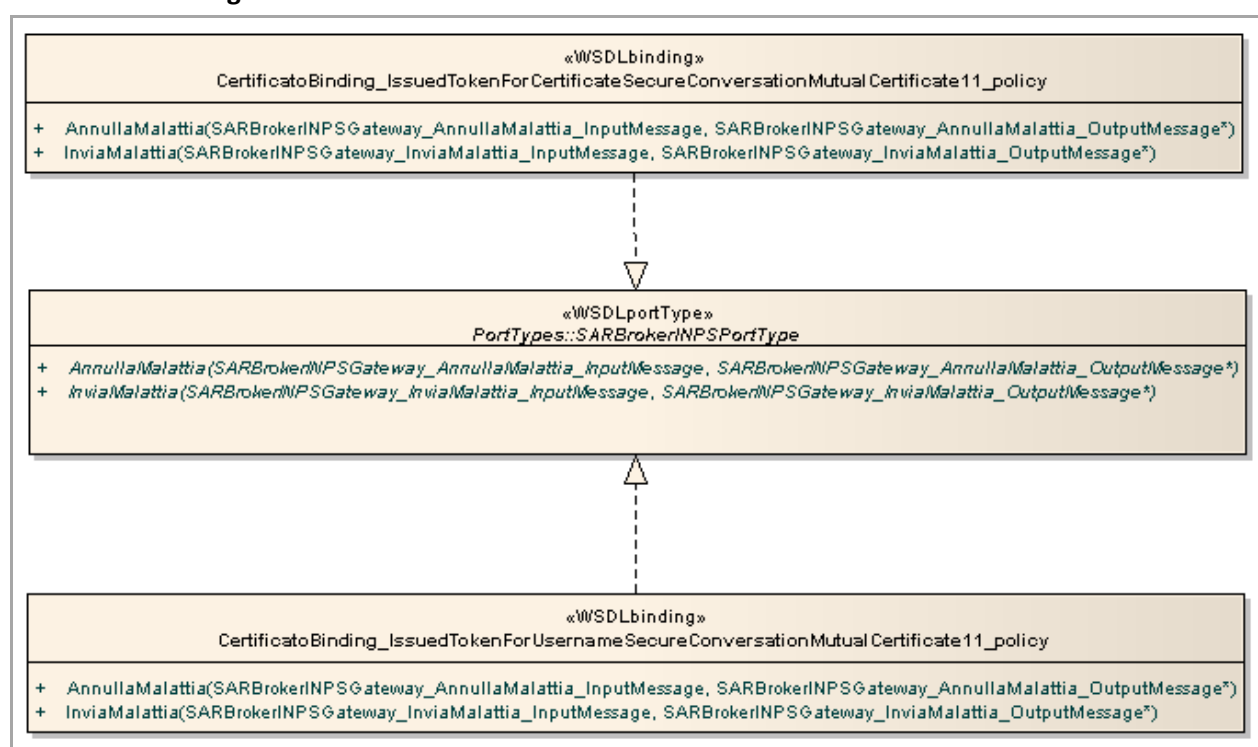 «WSDLbinding»
CertificatoBinding_IssuedTokenForCertificateSecureConversationMutualCertificate11_policy
+ AnnullaMalattia(SARBrokerINPSGateway_AnnullaMalattia_InputMessage, SARBrokerINPSGateway_AnnullaMalattia_OutputMessage*)
+ InviaMalattia(SARBrokerINPSGateway_InviaMalattia_InputMessage, SARBrokerINPSGateway_InviaMalattia_OutputMessage*)
«WSDLportType»
PortTypes::SARBrokerINPSPortType
+ AnnullaMalattia(SARBrokerINPSGateway_AnnullaMalattia_InputMessage, SARBrokerINPSGateway_AnnullaMalattia_OutputMessage*)
+ InviaMalattia(SARBrokerINPSGateway_InviaMalattia_InputMessage, SARBrokerINPSGateway_InviaMalattia_OutputMessage*)
«WSDLbinding»
CertificatoBinding_IssuedTokenForUsernameSecureConversationMutualCertificate11_policy
+ AnnullaMalattia(SARBrokerINPSGateway_AnnullaMalattia_InputMessage, SARBrokerINPSGateway_AnnullaMalattia_OutputMessage*)
+ InviaMalattia(SARBrokerINPSGateway_InviaMalattia_InputMessage, SARBrokerINPSGateway_InviaMalattia_OutputMessage*)